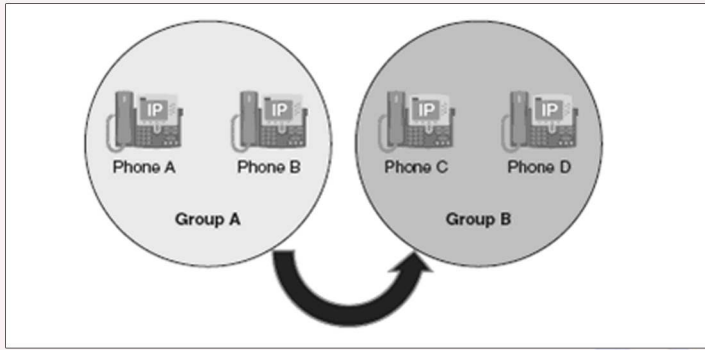 IP
IP
IP
IP
Phone A
Phone B
Phone C
Phone D
Group A
Group B